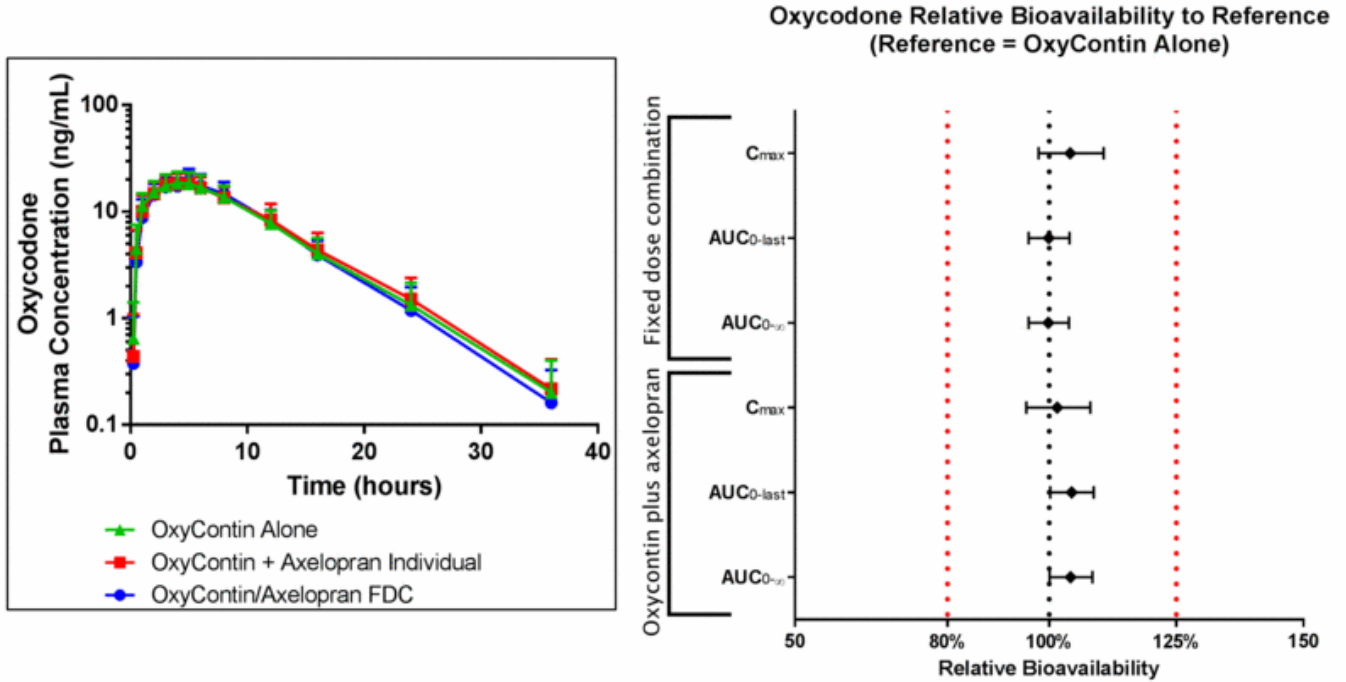 Oxycodone
Plasma Concentration (ng/mL)
100
10
1
0.1
0
10
20
30
40
Time (hours)
OxyContin Alone
OxyContin + Axelopran Individual
OxyContin/Axelopran FDC
Oxycodone Relative Bioavailability to Reference
(Reference = OxyContin Alone)
Fixed dose combination
Cmax
AUC0-last
AUC0-∞
Oxycontin plus axelopran
Cmax
AUC0-last
AUC0-∞
50
80%
100%
125%
150
Relative Bioavailability